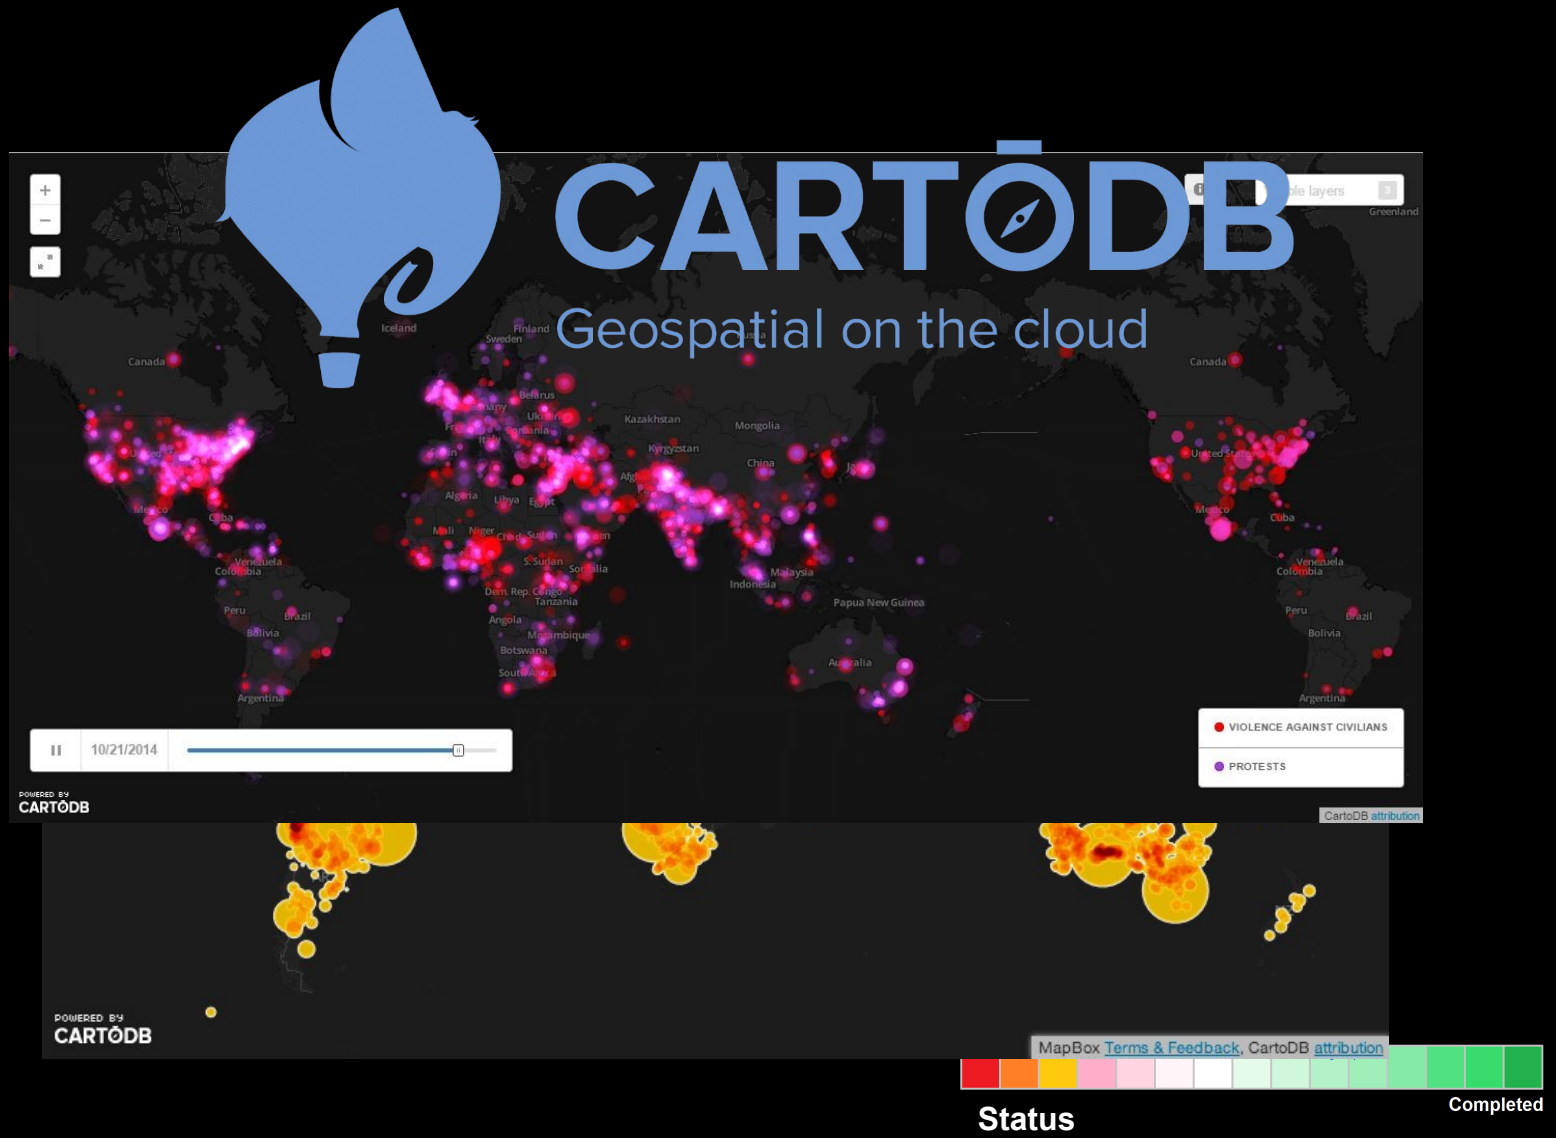 CARTODB
Geospatial on the cloud
+
−
layers 3
Greenland
Iceland
Finland
Sweden
Canada
Canada
Belarus
Kazakhstan
Mongolia
Kyrgyzstan
China
Algeria
Libya
Egypt
Mexico
Cuba
Mexico
Cuba
Mali
Niger
Chad
Sudan
S. Sudan
Somalia
Venezuela
Colombia
Venezuela
Colombia
Malaysia
Indonesia
Dem. Rep. Congo
Tanzania
Papua New Guinea
Peru
Brazil
Peru
Brazil
Angola
Bolivia
Bolivia
Mozambique
Botswana
Australia
South Africa
Argentina
Argentina
VIOLENCE AGAINST CIVILIANS
10/21/2014
PROTESTS
POWERED BY
CARTODB
CartoDB attribution
POWERED BY
CARTODB
MapBox Terms & Feedback, CartoDB attribution
Completed
Status